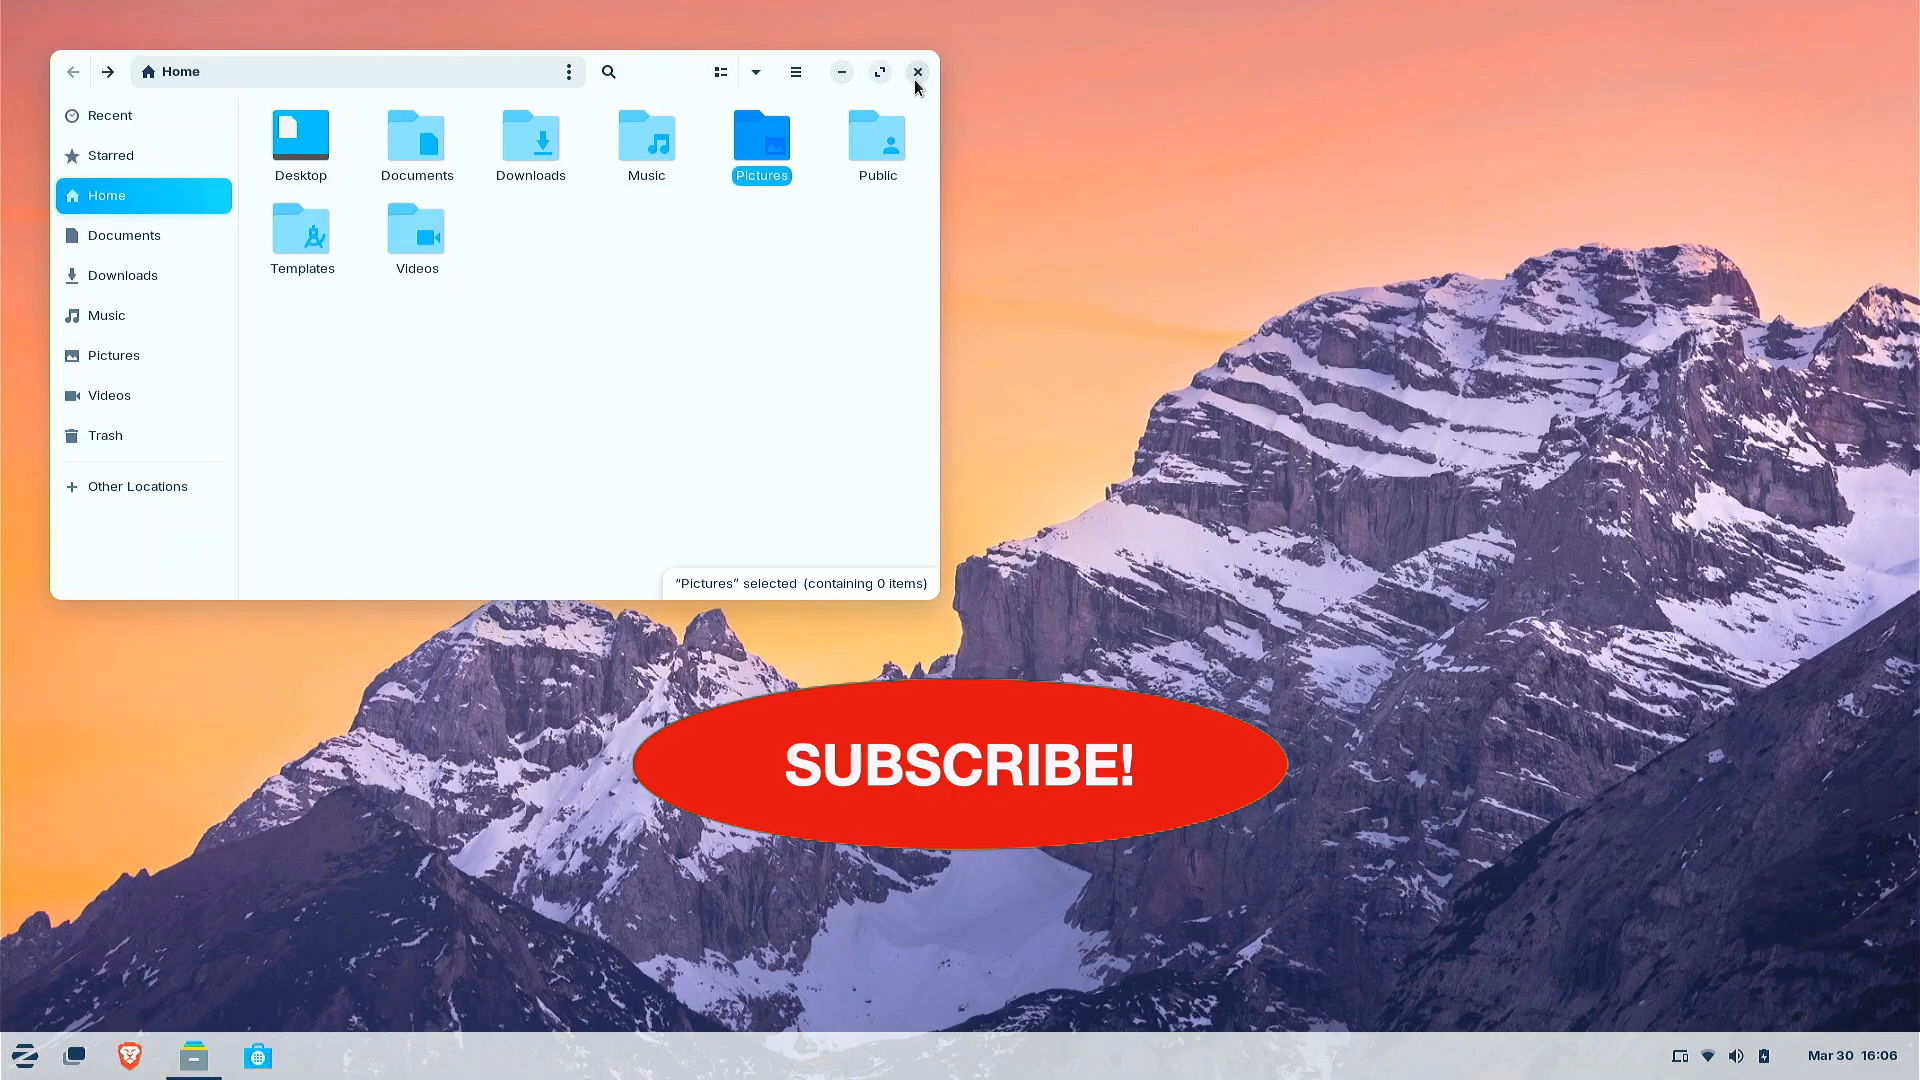 Home
Recent
Starred
Home
Documents
Downloads
Music
Pictures
Videos
Trash
Other Locations
Desktop
Documents
Downloads
Music
Pictures
Public
Templates
Videos
"Pictures" selected (containing 0 items)
SUBSCRIBE!
Mar 30 16:06